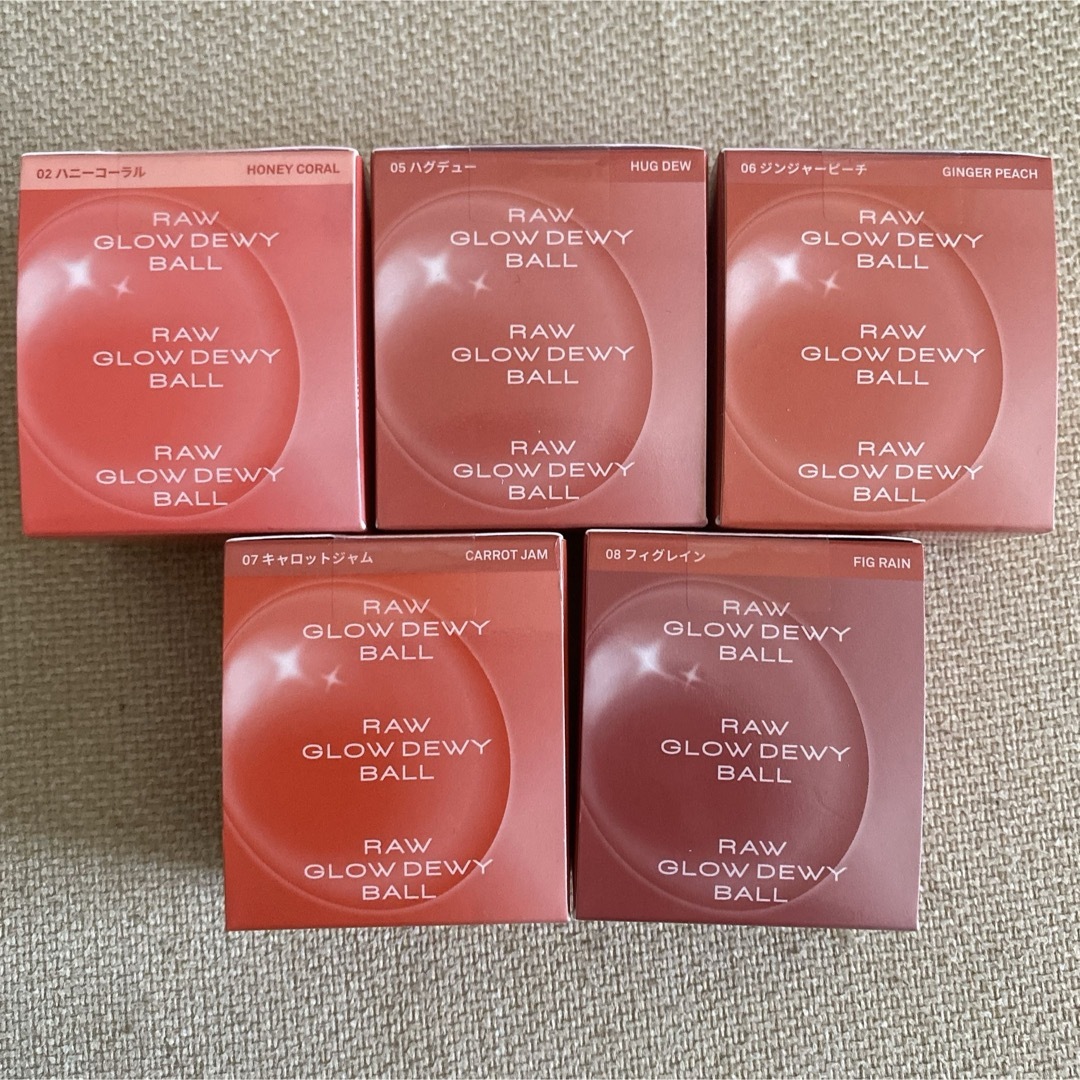 02 ハニーコーラル HONEY CORAL
RAW
GLOW DEWY
BALL
RAW
GLOW DEWY
BALL
RAW
GLOW DEWY
BALL
05 ハグデュー HUG DEW
RAW
GLOW DEWY
BALL
RAW
GLOW DEWY
BALL
RAW
GLOW DEWY
BALL
06 ジンジャーピーチ GINGER PEACH
RAW
GLOW DEWY
BALL
RAW
GLOW DEWY
BALL
RAW
GLOW DEWY
BALL
07 キャロットジャム CARROT JAM
RAW
GLOW DEWY
BALL
RAW
GLOW DEWY
BALL
RAW
GLOW DEWY
BALL
08 フィグレイン FIG RAIN
RAW
GLOW DEWY
BALL
RAW
GLOW DEWY
BALL
RAW
GLOW DEWY
BALL